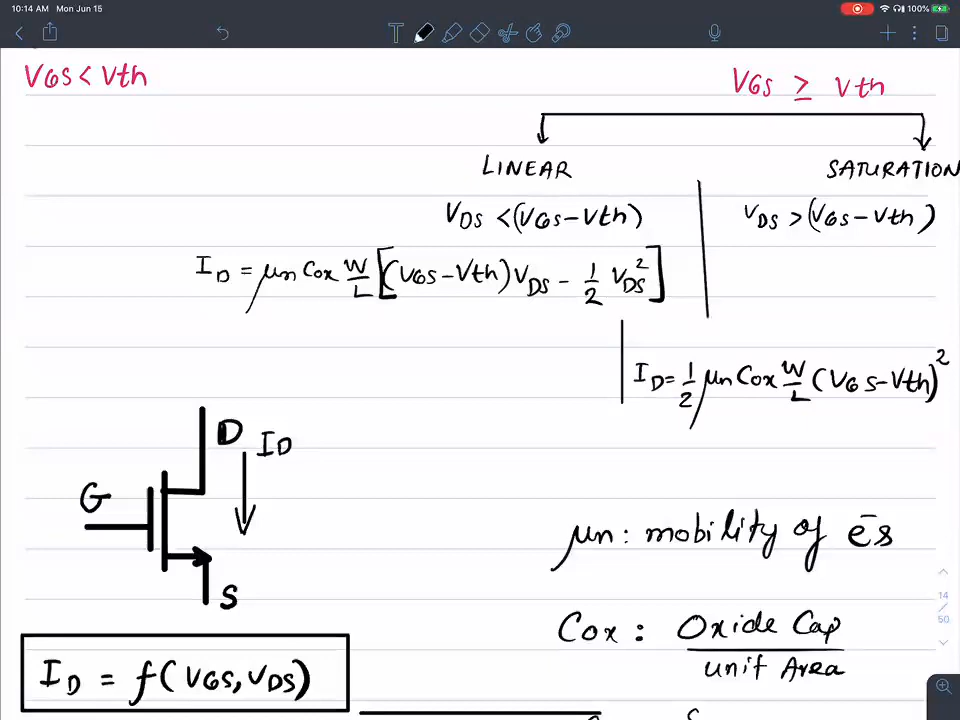 10:14 AM Mon Jun 15
100%
VGS < Vth
VGS ≥ Vth
LINEAR
SATURATION
VDS < (VGS - Vth)
VDS > (VGS - Vth)
ID = μn Cox W/L [(VGS - Vth) VDS - 1/2 VDS²]
ID = 1/2 μn Cox W/L (VGS - Vth)²
D
ID
G
S
μn : mobility of e⁻s
Cox : Oxide Cap / unit Area
ID = f(VGS, VDS)
14
/
50